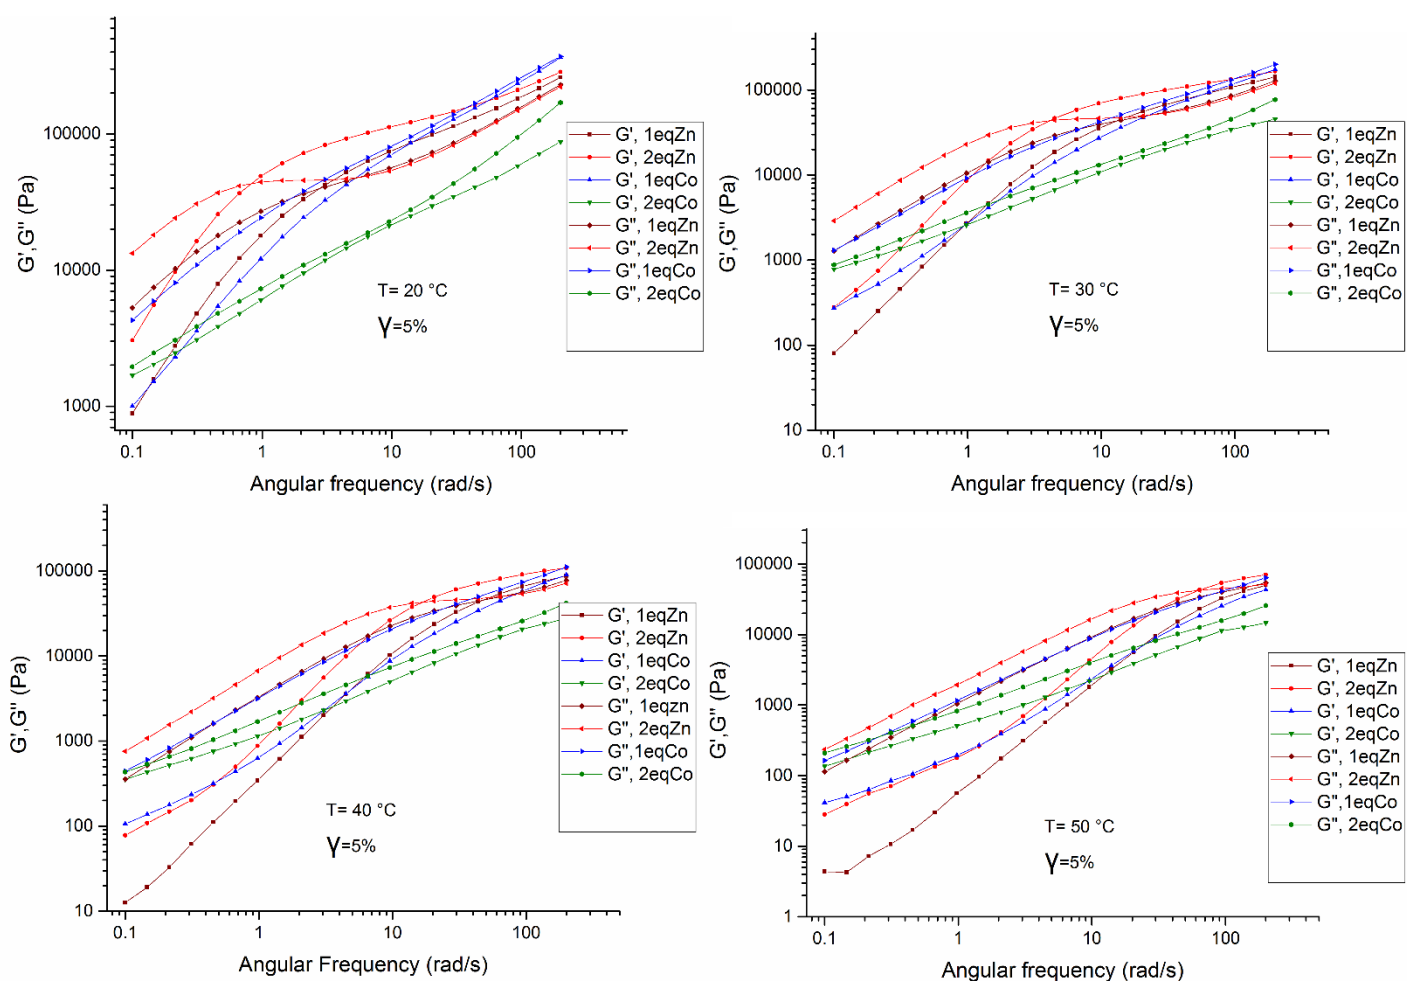 G',G'' (Pa)
100000
10000
1000
0.1
1
10
100
Angular frequency (rad/s)
T= 20 °C
γ=5%
G', 1eqZn
G', 2eqZn
G', 1eqCo
G', 2eqCo
G'', 1eqZn
G'', 2eqZn
G'',1eqCo
G'', 2eqCo
G',G'' (Pa)
100000
10000
1000
100
10
0.1
1
10
100
Angular frequency (rad/s)
T= 30 °C
γ=5%
G', 1eqZn
G', 2eqZn
G', 1eqCo
G', 2eqCo
G'', 1eqZn
G'', 2eqZn
G'',1eqCo
G'', 2eqCo
G',G'' (Pa)
100000
10000
1000
100
10
0.1
1
10
100
Angular Frequency (rad/s)
T= 40 °C
γ=5%
G', 1eqZn
G', 2eqZn
G', 1eqCo
G', 2eqCo
G'', 1eqzn
G'', 2eqZn
G'',1eqCo
G'', 2eqCo
G',G'' (Pa)
100000
10000
1000
100
10
1
0.1
1
10
100
Angular frequency (rad/s)
T= 50 °C
γ=5%
G', 1eqZn
G', 2eqZn
G', 1eqCo
G', 2eqCo
G'', 1eqZn
G'', 2eqZn
G'',1eqCo
G'', 2eqCo